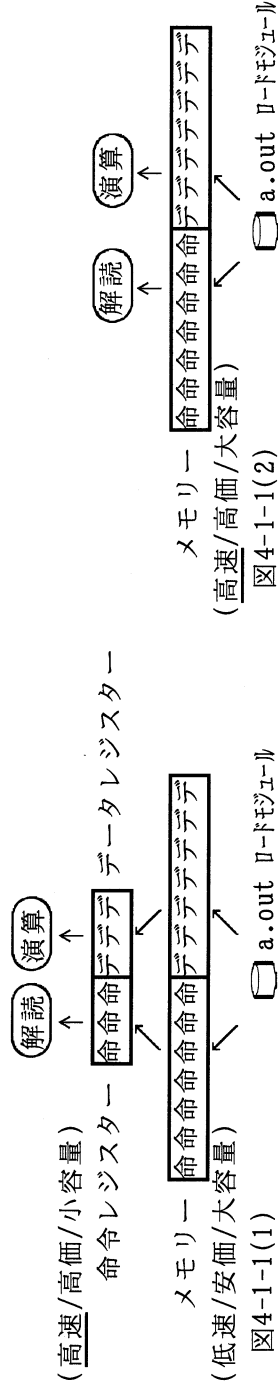 (高速/高価/小容量)
解読 演算
命令レジスター 命命命デデデ データレジスター
メモリー 命命命命命命命デデデデデデデ
(低速/安価/大容量)
a.out ロードモジュール
図4-1-1(1)
解読 演算
メモリー 命命命命命命命デデデデデデデ
(高速/高価/大容量)
a.out ロードモジュール
図4-1-1(2)